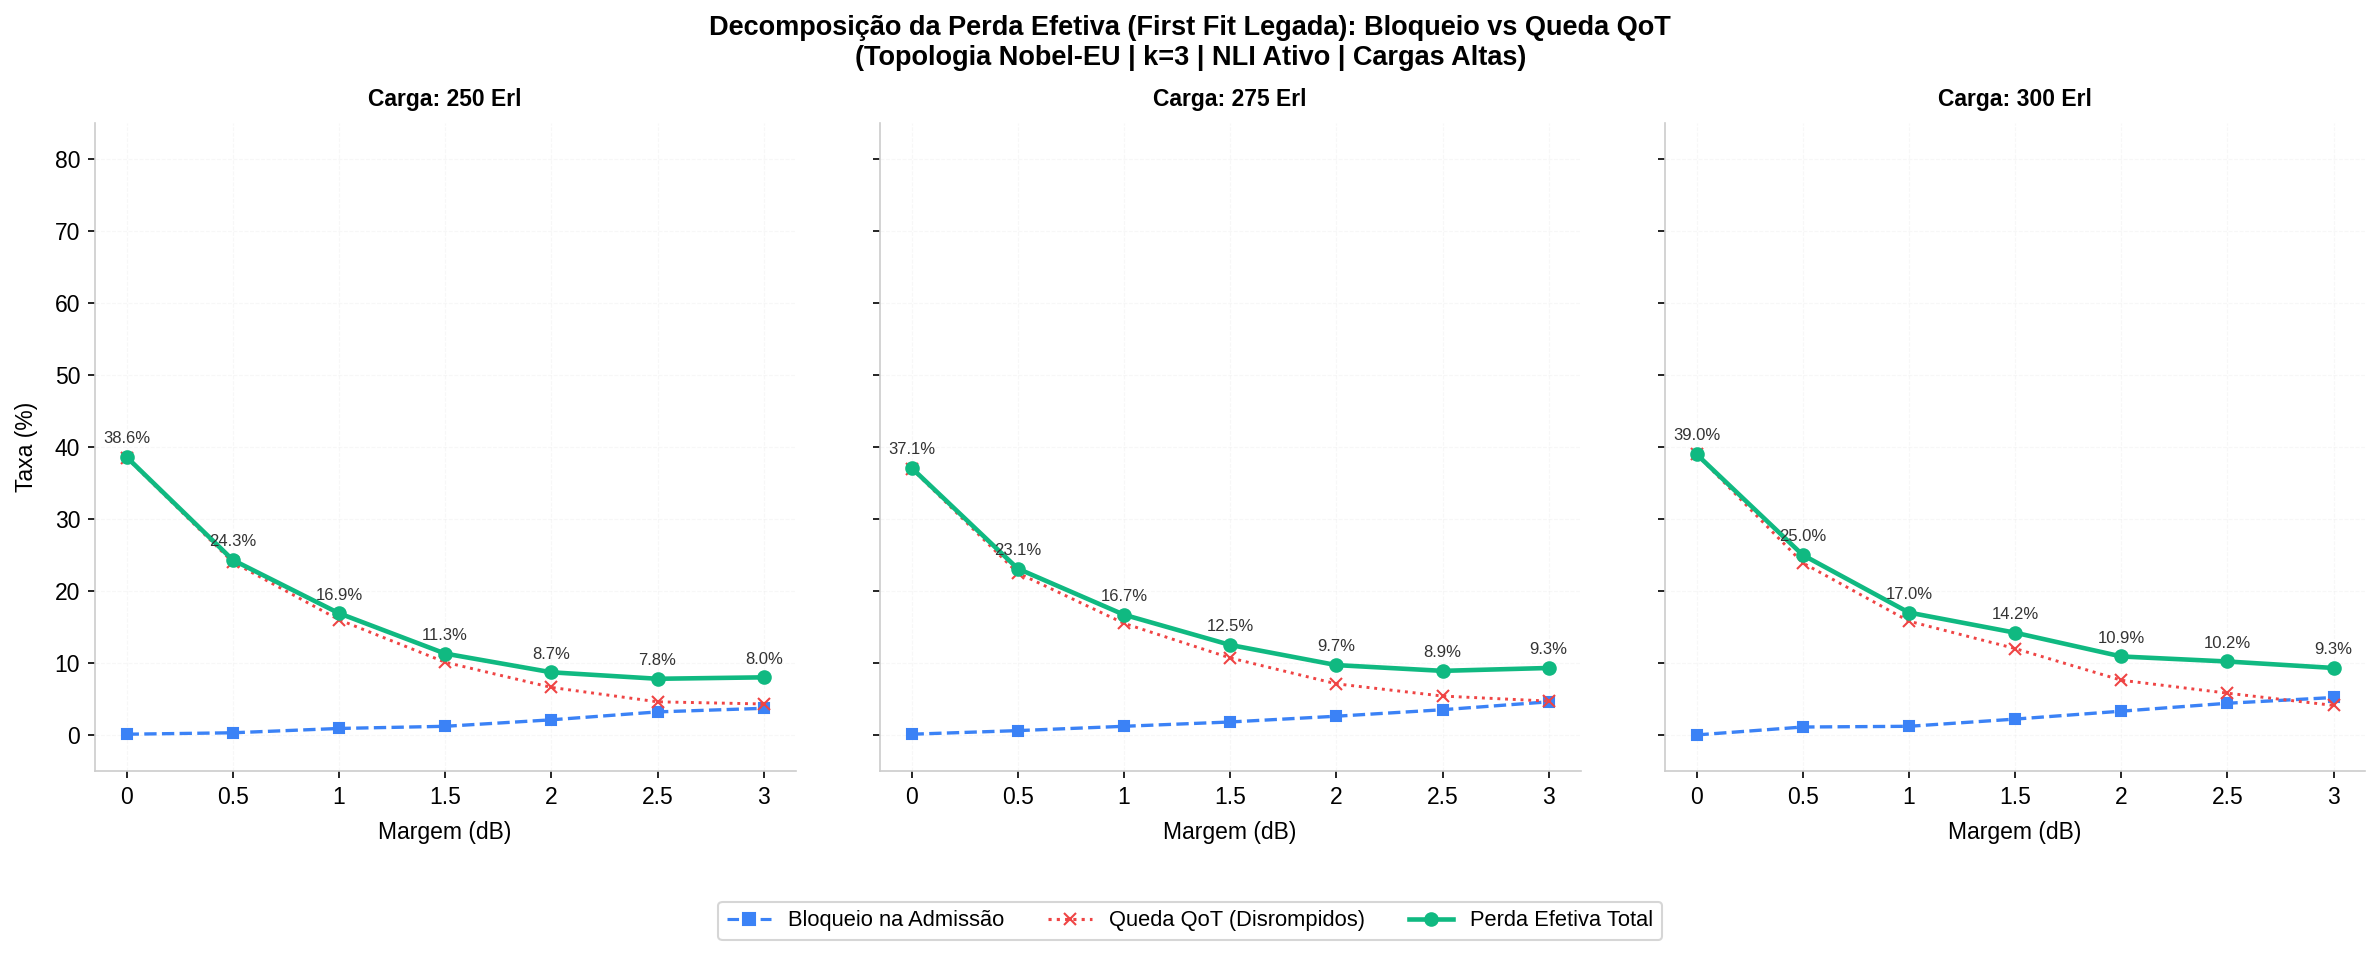 Decomposição da Perda Efetiva (First Fit Legada): Bloqueio vs Queda QoT
(Topologia Nobel-EU | k=3 | NLI Ativo | Cargas Altas)
Carga: 250 Erl
Carga: 275 Erl
Carga: 300 Erl
Taxa (%)
80
70
60
50
40
30
20
10
0
38.6%
24.3%
16.9%
11.3%
8.7%
7.8%
8.0%
37.1%
23.1%
16.7%
12.5%
9.7%
8.9%
9.3%
39.0%
25.0%
17.0%
14.2%
10.9%
10.2%
9.3%
0 0.5 1 1.5 2 2.5 3
0 0.5 1 1.5 2 2.5 3
0 0.5 1 1.5 2 2.5 3
Margem (dB)
Margem (dB)
Margem (dB)
Bloqueio na Admissão
Queda QoT (Disrompidos)
Perda Efetiva Total